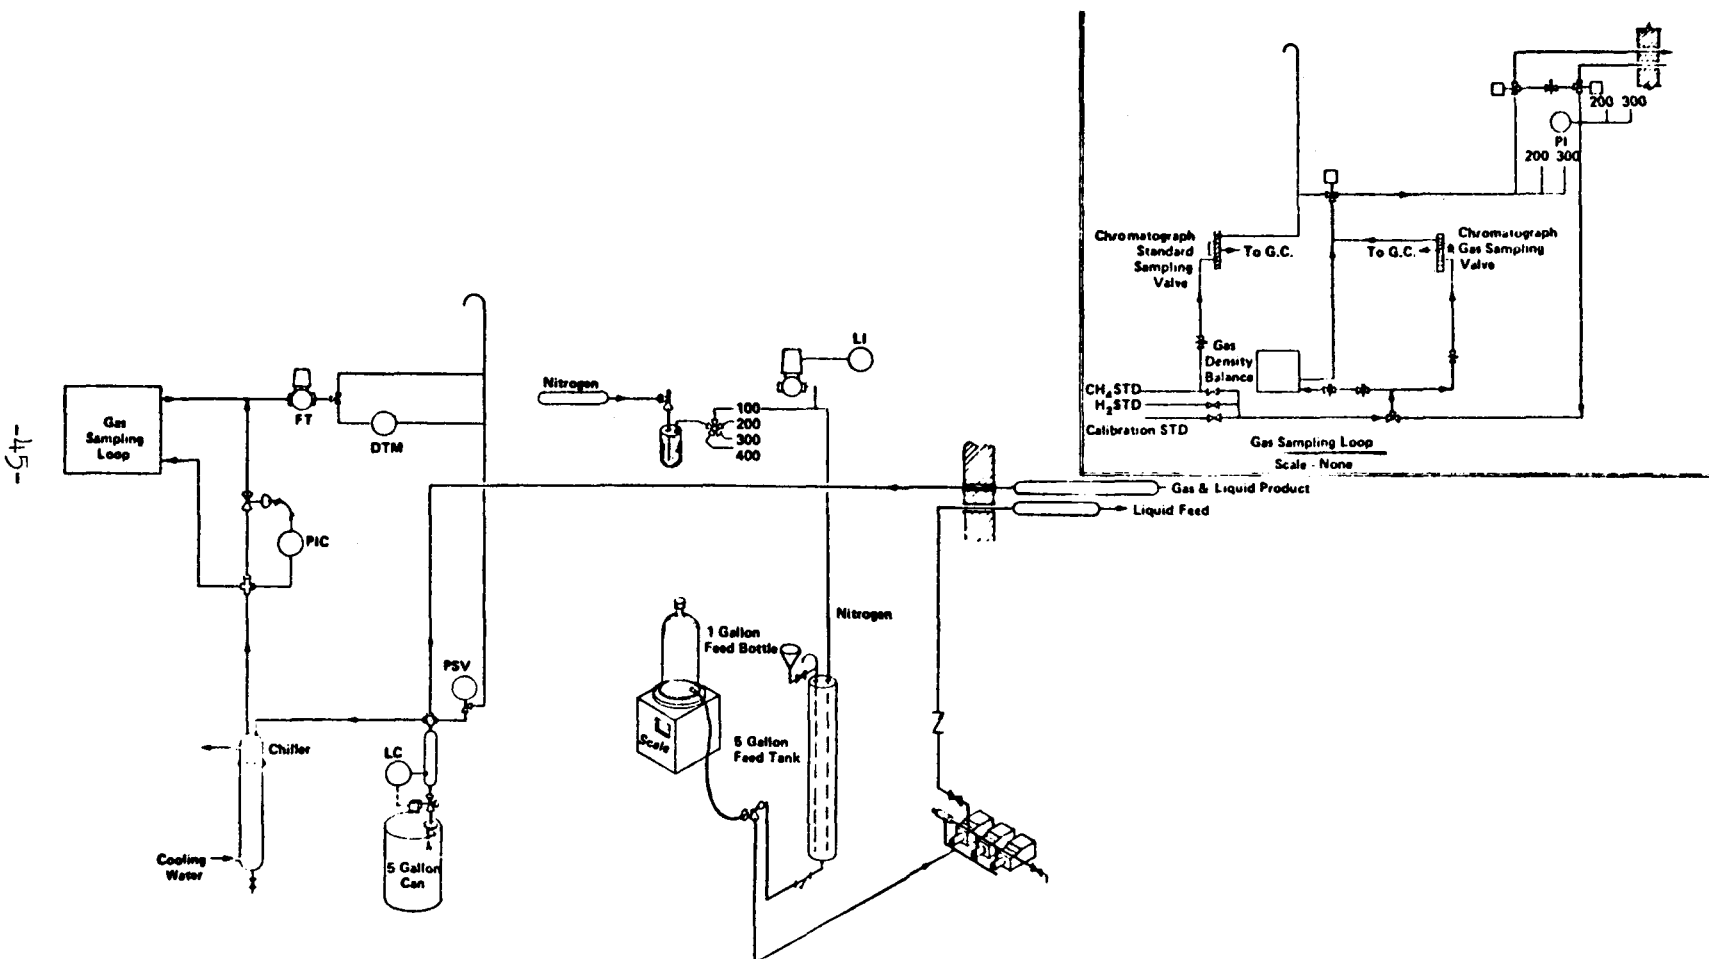 -45-
200 300
PI
200 300
Chromatograph
Standard
Sampling
Valve
To G.C.
To G.C.
Chromatograph
Gas Sampling
Valve
Gas
Density
Balance
CH4 STD
H2 STD
Calibration STD
Gas Sampling Loop
Scale - None
Gas
Sampling
Loop
FT
DTM
PIC
Nitrogen
LI
100
200
300
400
Gas & Liquid Product
Liquid Feed
Nitrogen
1 Gallon
Feed Bottle
Scale
5 Gallon
Feed Tank
PSV
LC
Chiller
Cooling
Water
5 Gallon
Can